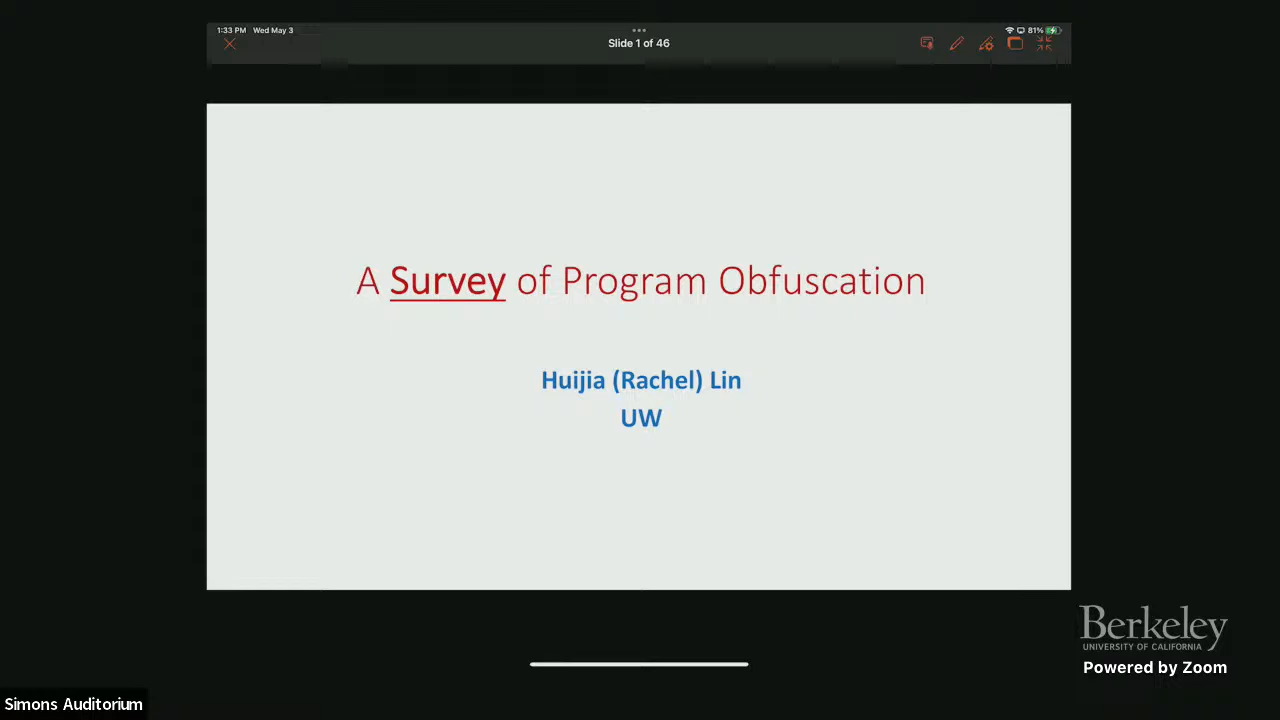 1:33 PM Wed May 3
81%
Slide 1 of 46
A Survey of Program Obfuscation
Huijia (Rachel) Lin
UW
Berkeley
UNIVERSITY OF CALIFORNIA
Powered by Zoom
Simons Auditorium